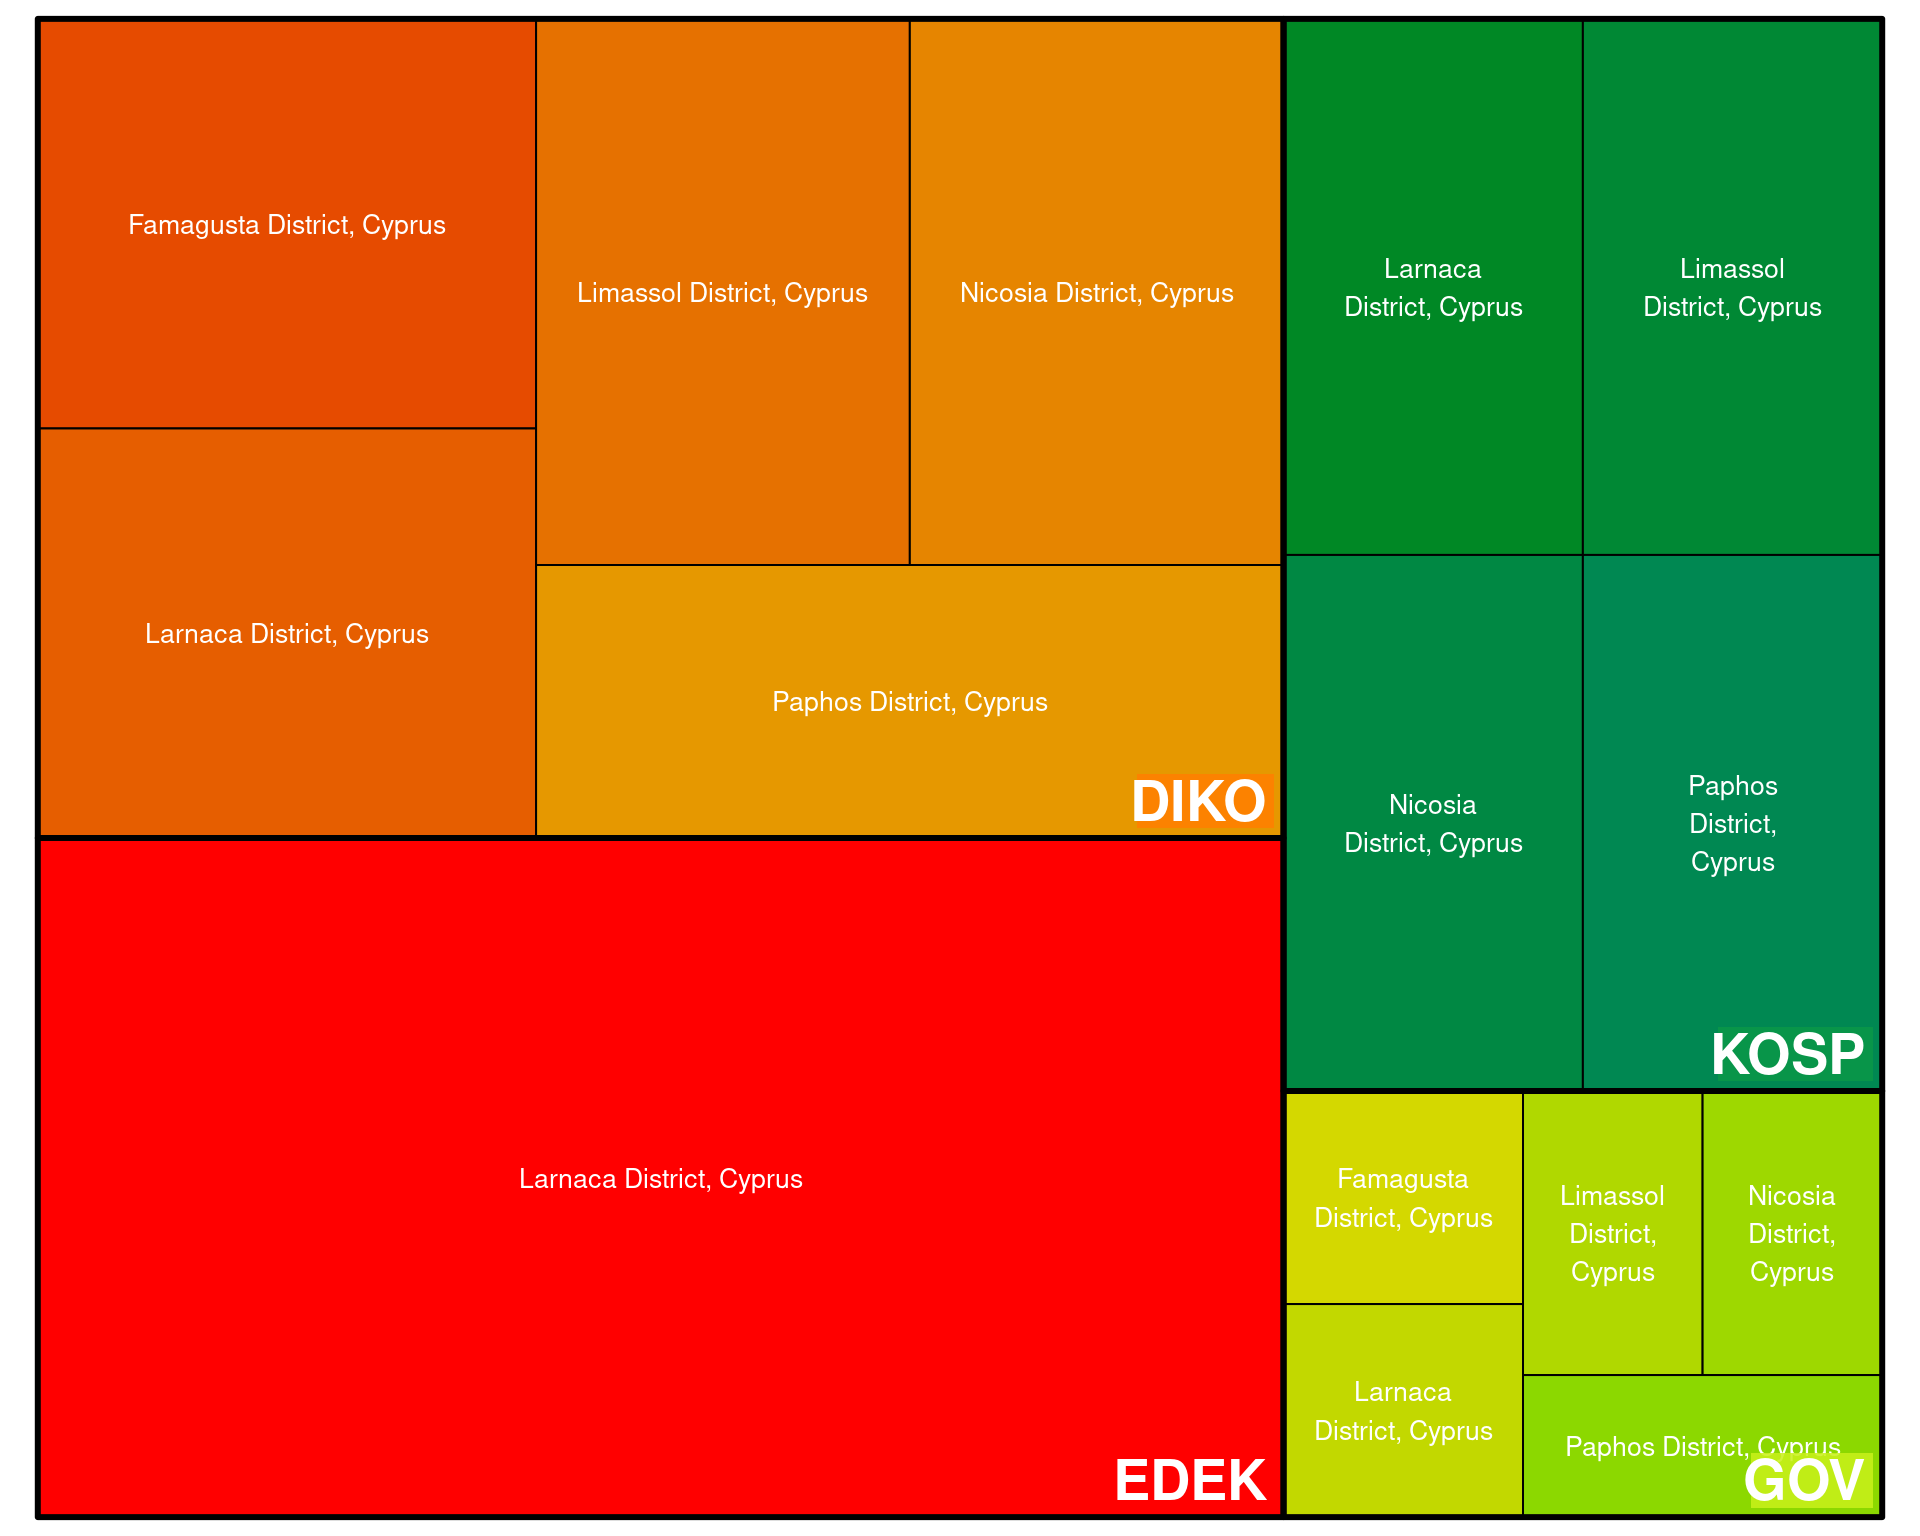 Famagusta District, Cyprus
Limassol District, Cyprus
Nicosia District, Cyprus
Larnaca District, Cyprus
Paphos District, Cyprus
DIKO
Larnaca
District, Cyprus
Limassol
District, Cyprus
Nicosia
District, Cyprus
Paphos
District,
Cyprus
KOSP
Larnaca District, Cyprus
EDEK
Famagusta
District, Cyprus
Limassol
District,
Cyprus
Nicosia
District,
Cyprus
Larnaca
District, Cyprus
Paphos District, Cyprus
GOV